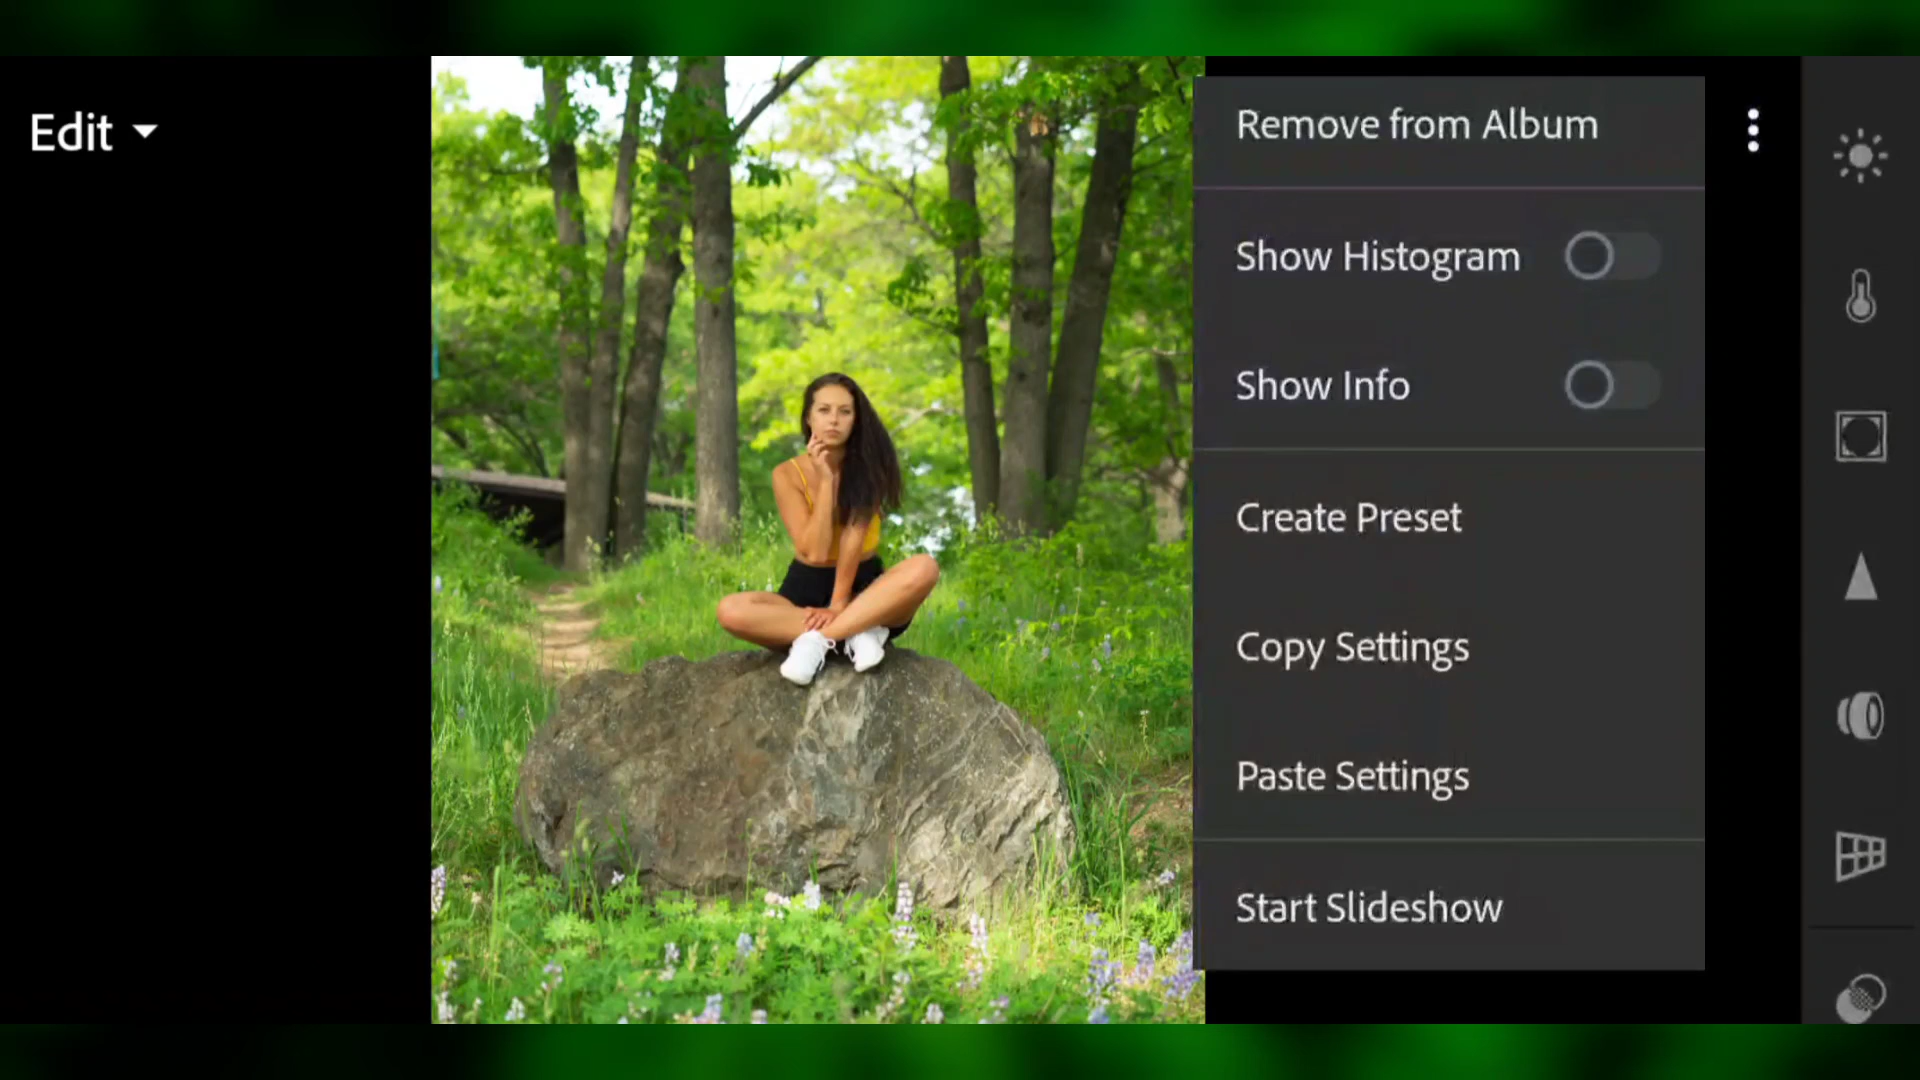 Edit
Remove from Album
Show Histogram
Show Info
Create Preset
Copy Settings
Paste Settings
Start Slideshow